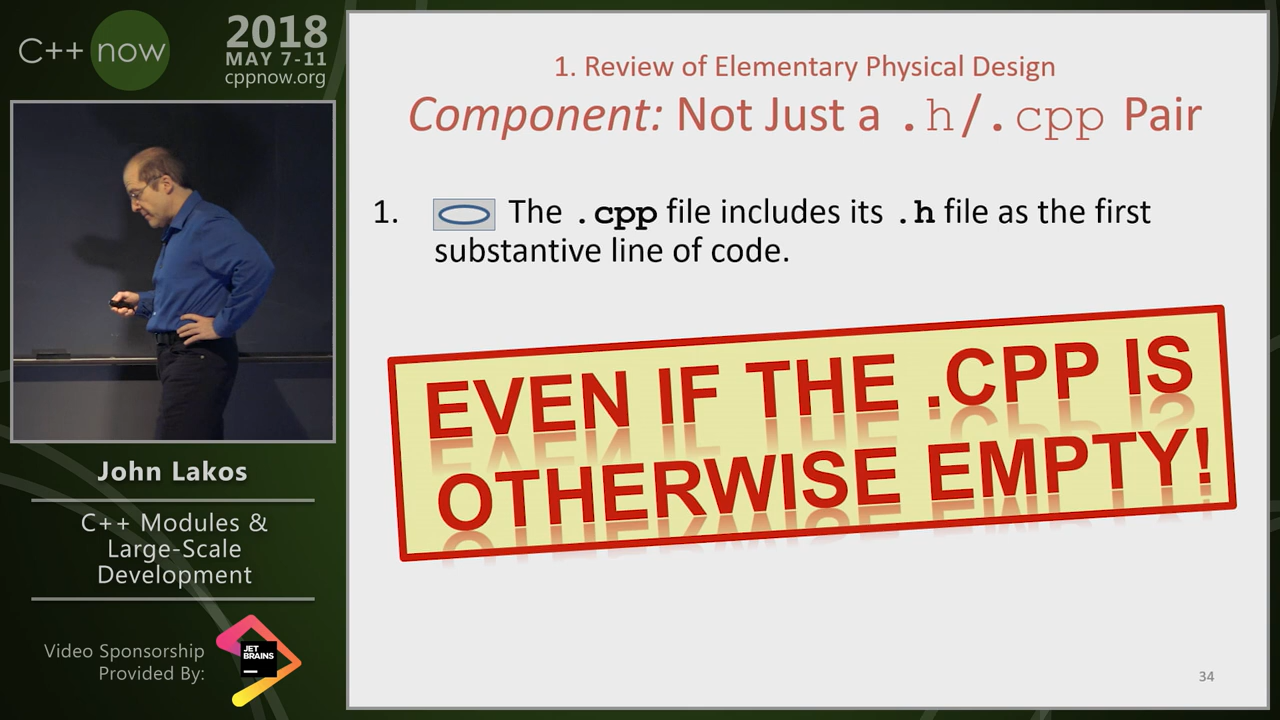 C++ now
2018
MAY 7-11
cppnow.org
John Lakos
C++ Modules &
Large-Scale
Development
Video Sponsorship
Provided By:
JET
BRAINS
1. Review of Elementary Physical Design
Component: Not Just a .h/.cpp Pair
1. The .cpp file includes its .h file as the first
substantive line of code.
EVEN IF THE .CPP IS
OTHERWISE EMPTY!
34